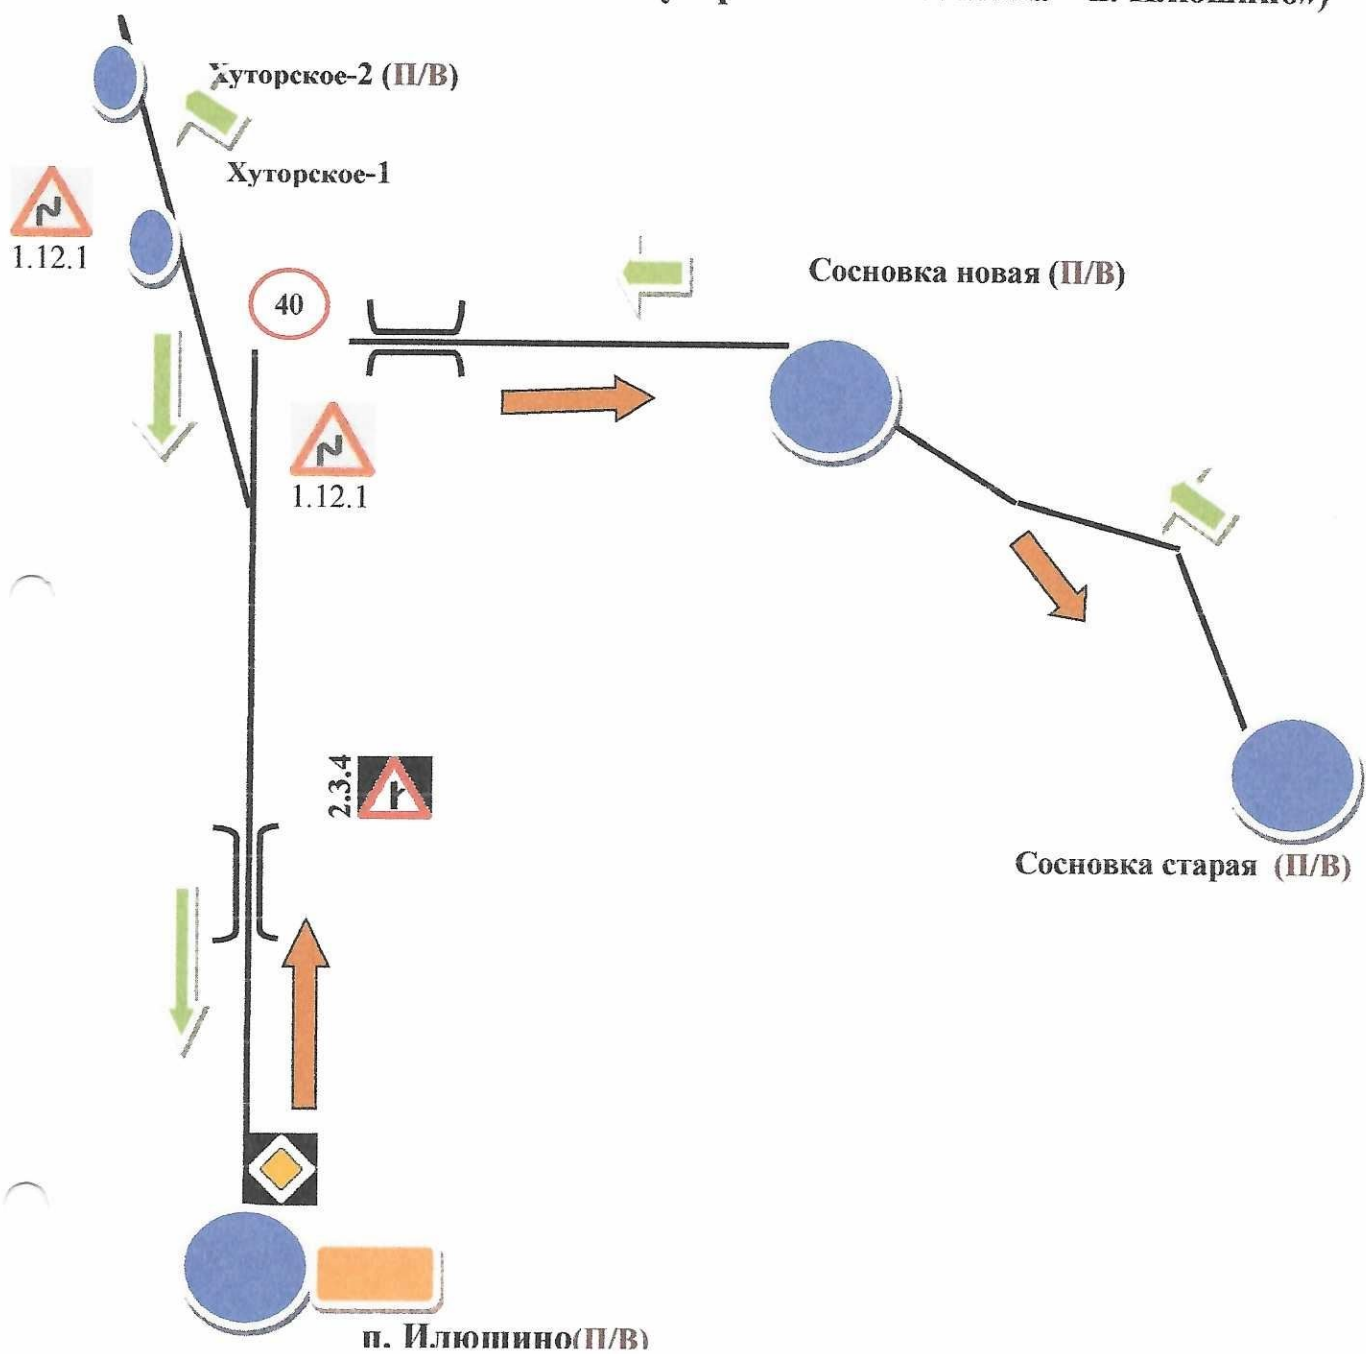 Хуторское-2 (П/В)
Хуторское-1
1.12.1
40
Сосновка новая (П/В)
1.12.1
2.3.4
Сосновка старая (П/В)
п. Илюшино(П/В)